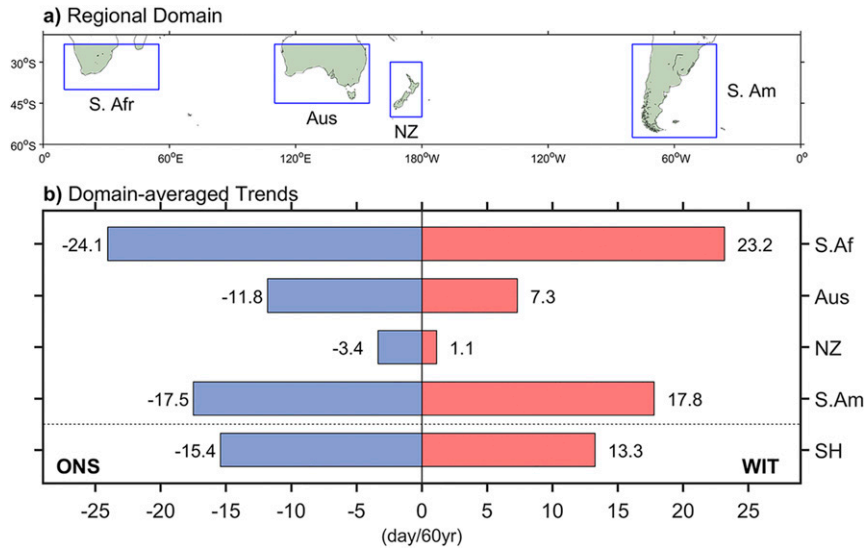 a) Regional Domain
30°S
45°S
60°S
S. Afr
Aus
NZ
S. Am
0° 60°E 120°E 180°W 120°W 60°W 0°
b) Domain-averaged Trends
-24.1 23.2 S.Af
-11.8 7.3 Aus
-3.4 1.1 NZ
-17.5 17.8 S.Am
-15.4 13.3 SH
ONS WIT
-25 -20 -15 -10 -5 0 5 10 15 20 25
(day/60yr)